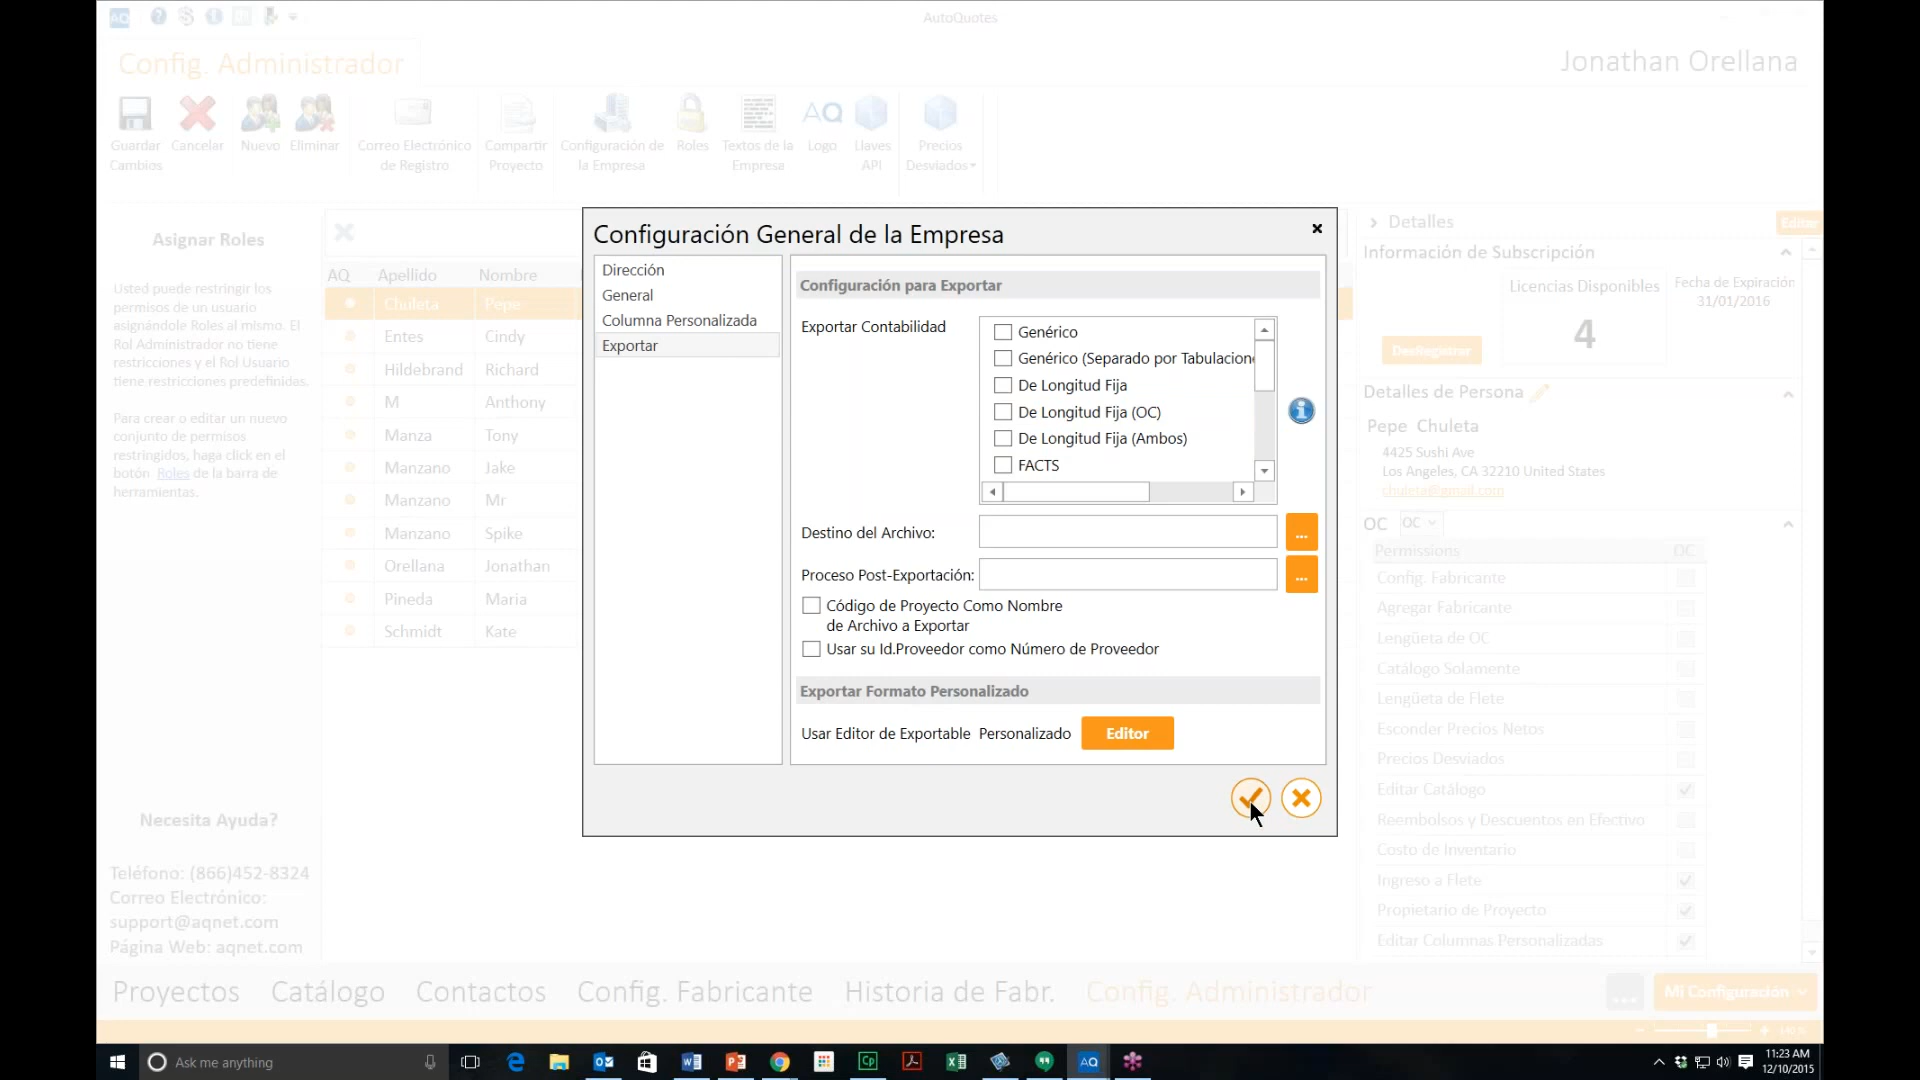 AQ
AutoQuotes
Config. Administrador
Jonathan Orellana
Guardar
Cambios
Cancelar
Nuevo
Eliminar
Correo Electrónico
de Registro
Compartir
Proyecto
Configuración de
la Empresa
Roles
Textos de la
Empresa
AQ
Logo
Llaves
API
Precios
Desviados
Asignar Roles
Usted puede restringir los
permisos de un usuario
asignándole Roles al mismo. El
Rol Administrador no tiene
restricciones y el Rol Usuario
tiene restricciones predefinidas.
Para crear o editar un nuevo
conjunto de permisos
restringidos, haga click en el
botón Roles de la barra de
herramientas.
Necesita Ayuda?
Teléfono: (866)452-8324
Correo Electrónico:
support@aqnet.com
Página Web: aqnet.com
AQ Apellido Nombre
Chuleta Pepe
Entes Cindy
Hildebrand Richard
M Anthony
Manza Tony
Manzano Jake
Manzano Mr
Manzano Spike
Orellana Jonathan
Pineda Maria
Schmidt Kate
Configuración General de la Empresa
Dirección
General
Columna Personalizada
Exportar
Configuración para Exportar
Exportar Contabilidad
Genérico
Genérico (Separado por Tabulacione
De Longitud Fija
De Longitud Fija (OC)
De Longitud Fija (Ambos)
FACTS
Destino del Archivo:
...
Proceso Post-Exportación:
...
Código de Proyecto Como Nombre
de Archivo a Exportar
Usar su Id.Proveedor como Número de Proveedor
Exportar Formato Personalizado
Usar Editor de Exportable Personalizado
Editor
Detalles
Editar
Información de Subscripción
Licencias Disponibles
4
Fecha de Expiración
31/01/2016
DesRegistrar
Detalles de Persona
Pepe Chuleta
4425 Sushi Ave
Los Angeles, CA 32210 United States
chuleta@gmail.com
OC OC
Permissions OC
Config. Fabricante
Agregar Fabricante
Lengüeta de OC
Catálogo Solamente
Lengüeta de Flete
Esconder Precios Netos
Precios Desviados
Editar Catálogo
Reembolsos y Descuentos en Efectivo
Costo de Inventario
Ingreso a Flete
Propietario de Proyecto
Editar Columnas Personalizadas
Proyectos Catálogo Contactos Config. Fabricante Historia de Fabr. Config. Administrador
...
Mi Configuración
Ask me anything
Cp
AQ
11:23 AM
12/10/2015